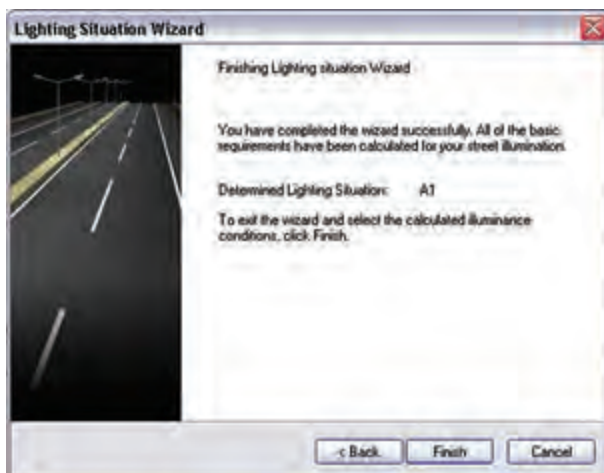 Lighting Situation Wizard
Finishing Lighting situation Wizard
You have completed the wizard successfully. All of the basic
requirements have been calculated for your street illumination.
Determined Lighting Situation: A1
To exit the wizard and select the calculated illuminance
conditions, click Finish.
< Back
Finish
Cancel